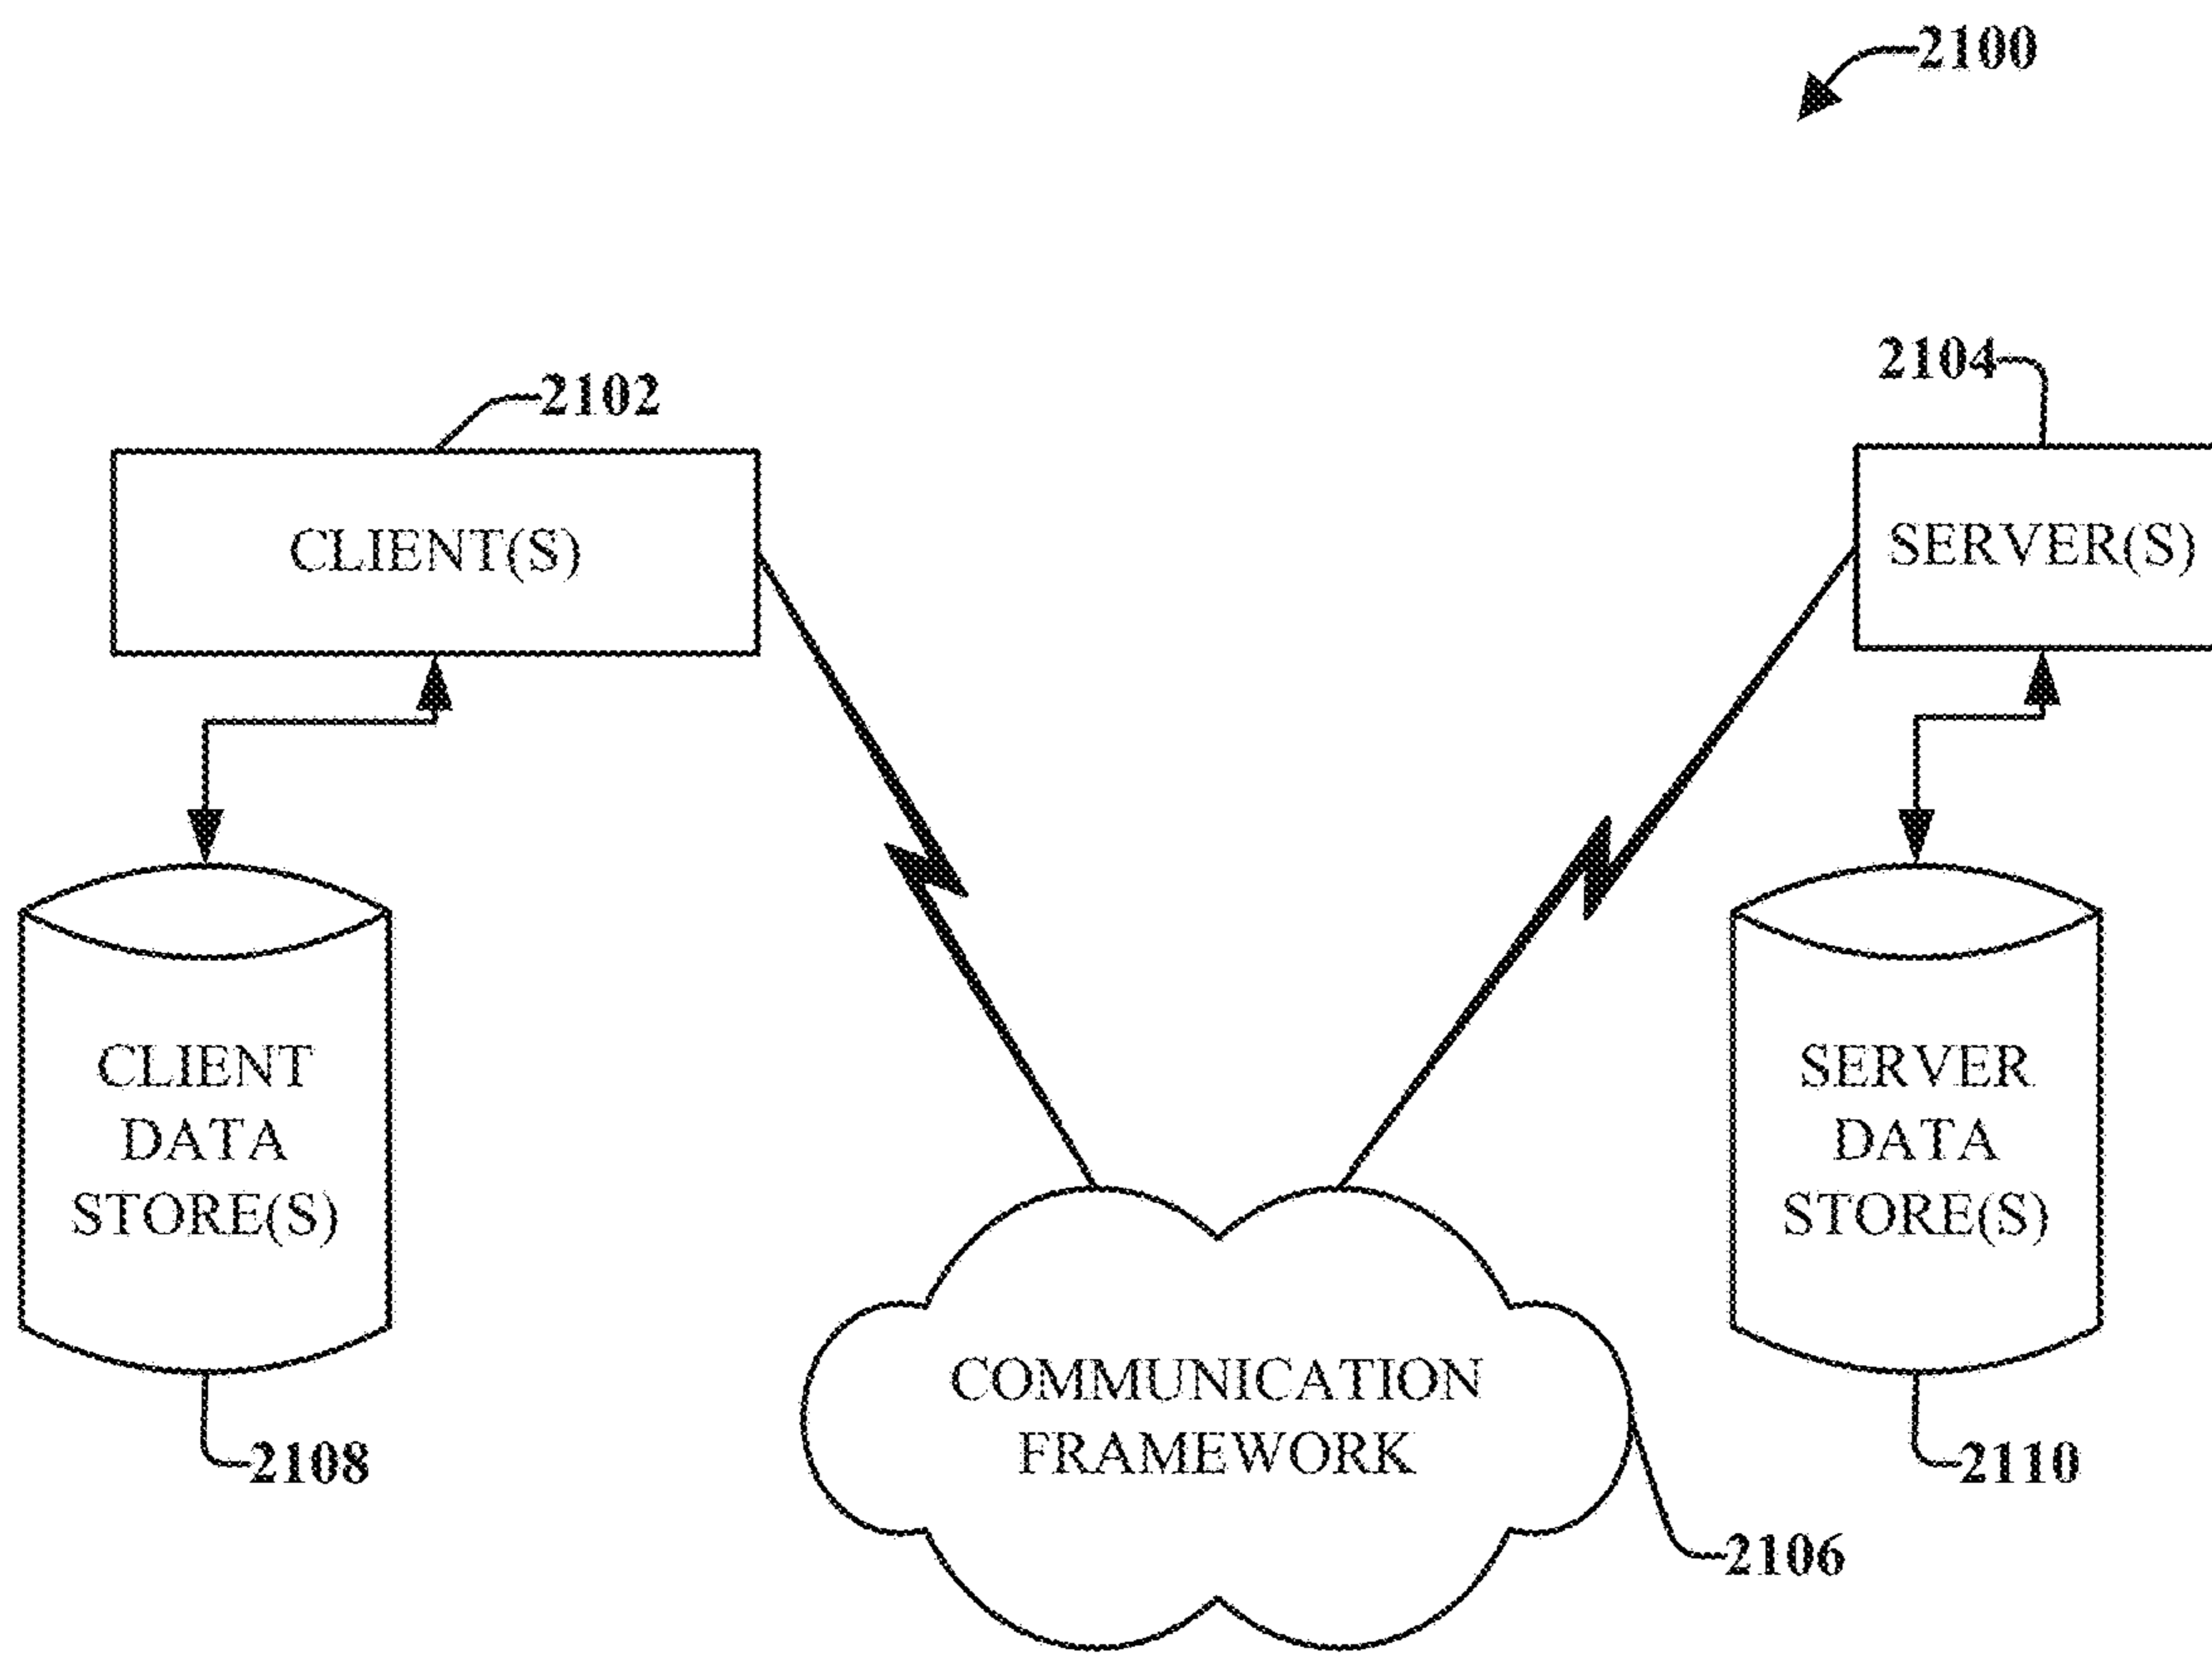 2100
2102
2104
CLIENT(S)
SERVER(S)
CLIENT
DATA
STORE(S)
SERVER
DATA
STORE(S)
COMMUNICATION
FRAMEWORK
2108
2110
2106